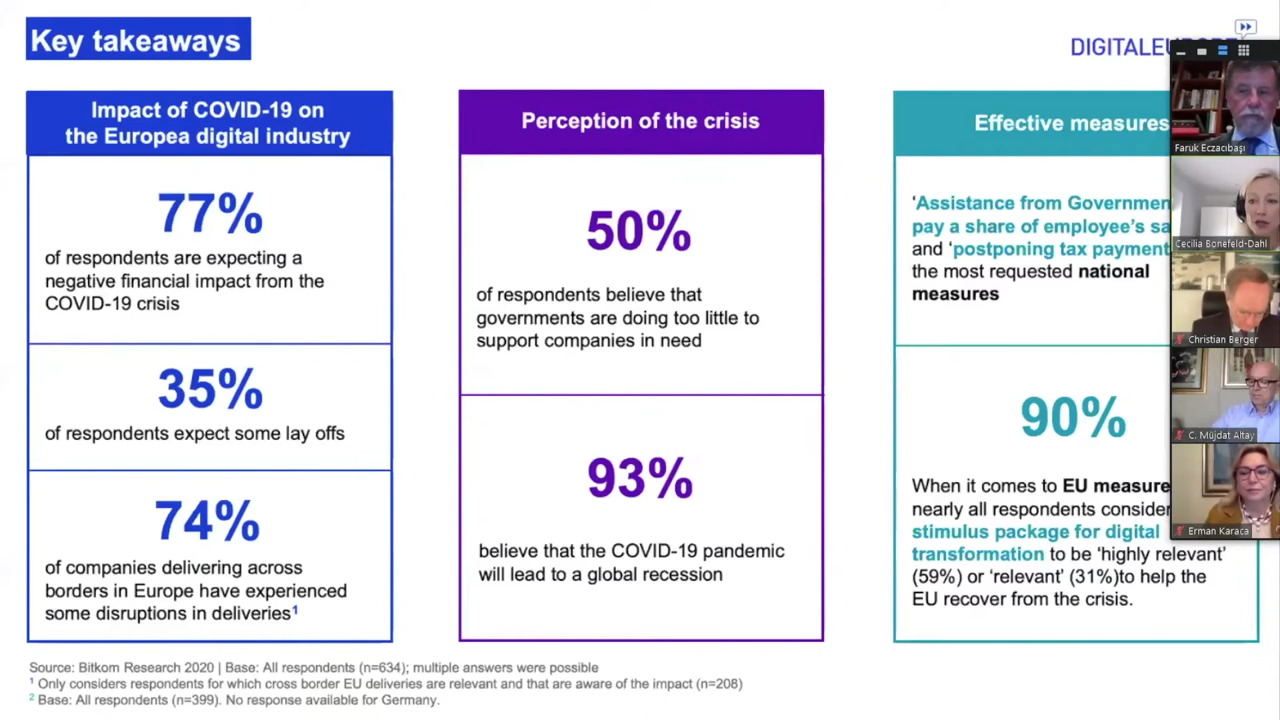 Key takeaways
DIGITALEUROPE
Impact of COVID-19 on
the Europea digital industry
77%
of respondents are expecting a
negative financial impact from the
COVID-19 crisis
35%
of respondents expect some lay offs
74%
of companies delivering across
borders in Europe have experienced
some disruptions in deliveries¹
Perception of the crisis
50%
of respondents believe that
governments are doing too little to
support companies in need
93%
believe that the COVID-19 pandemic
will lead to a global recession
Effective measures
‘Assistance from Governmen
pay a share of employee’s sa
and ‘postponing tax payment
the most requested national
measures
90%
When it comes to EU measure
nearly all respondents consider
stimulus package for digital
transformation to be ‘highly relevant’
(59%) or ‘relevant’ (31%)to help the
EU recover from the crisis.
Faruk Eczacıbaşı
Cecilia Bonefeld-Dahl
Christian Berger
C. Müjdat Altay
Erman Karaca
Source: Bitkom Research 2020 | Base: All respondents (n=634); multiple answers were possible
¹ Only considers respondents for which cross border EU deliveries are relevant and that are aware of the impact (n=208)
² Base: All respondents (n=399). No response available for Germany.